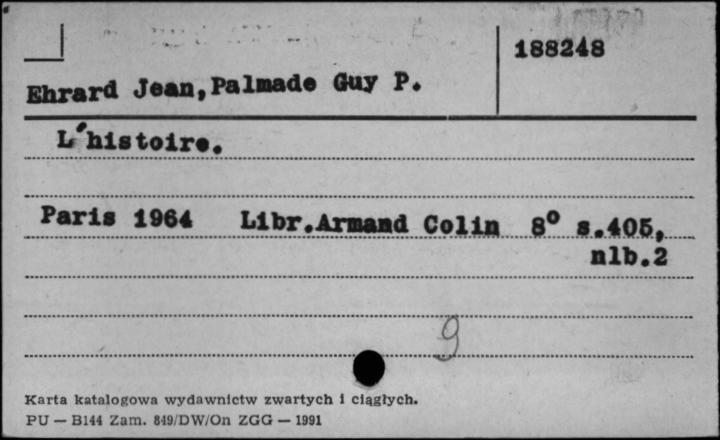 188248
Ehrard Jean,Palmade Guy P.
L'histoire.
Paris 1964 Libr.Armand Colin 8° s.405,
nlb.2
9
Karta katalogowa wydawnictw zwartych i ciągłych.
PU — B144 Zam. 849/DW/On ZGG — 1991